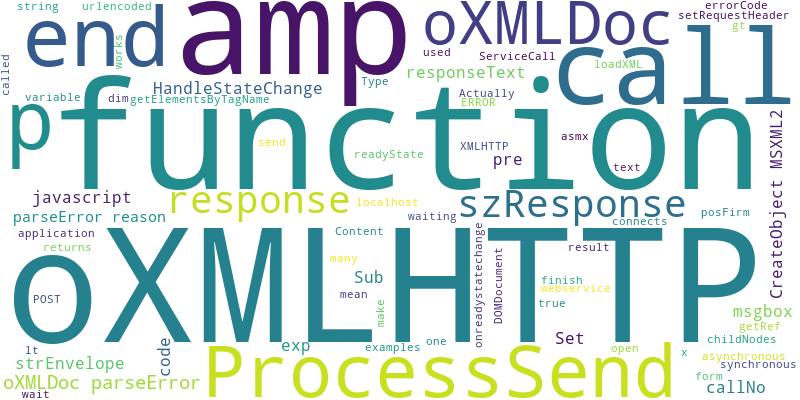 string urlencoded
errorCode
setRequestHeader
gt
end
amp
oXMLDoc
works
called
ServiceCall
used
call
loadXML
responseText
HandleStateChange
Type
Actually
ERROR
variable
dim
getElementsByTagName
p
function
send
readyState
XMLHTTP
pre
asmx
text
CreateObject MSXML2
javascript
response
localhost
szResponse
parseError reason
waiting
connects
posFirm
application
returns
Content
onreadystatechange
DOMDocument
result
oXMLHTTP
POST
many
Sub
mean
make
finish
webservice
true
msgbox
getRef
Set
childNodes
code
exp
examples
one
open
x
asynchronous
synchronous
lt
strEnvelope
oXMLDoc parseError
ProcessSend
form
callNo
wait